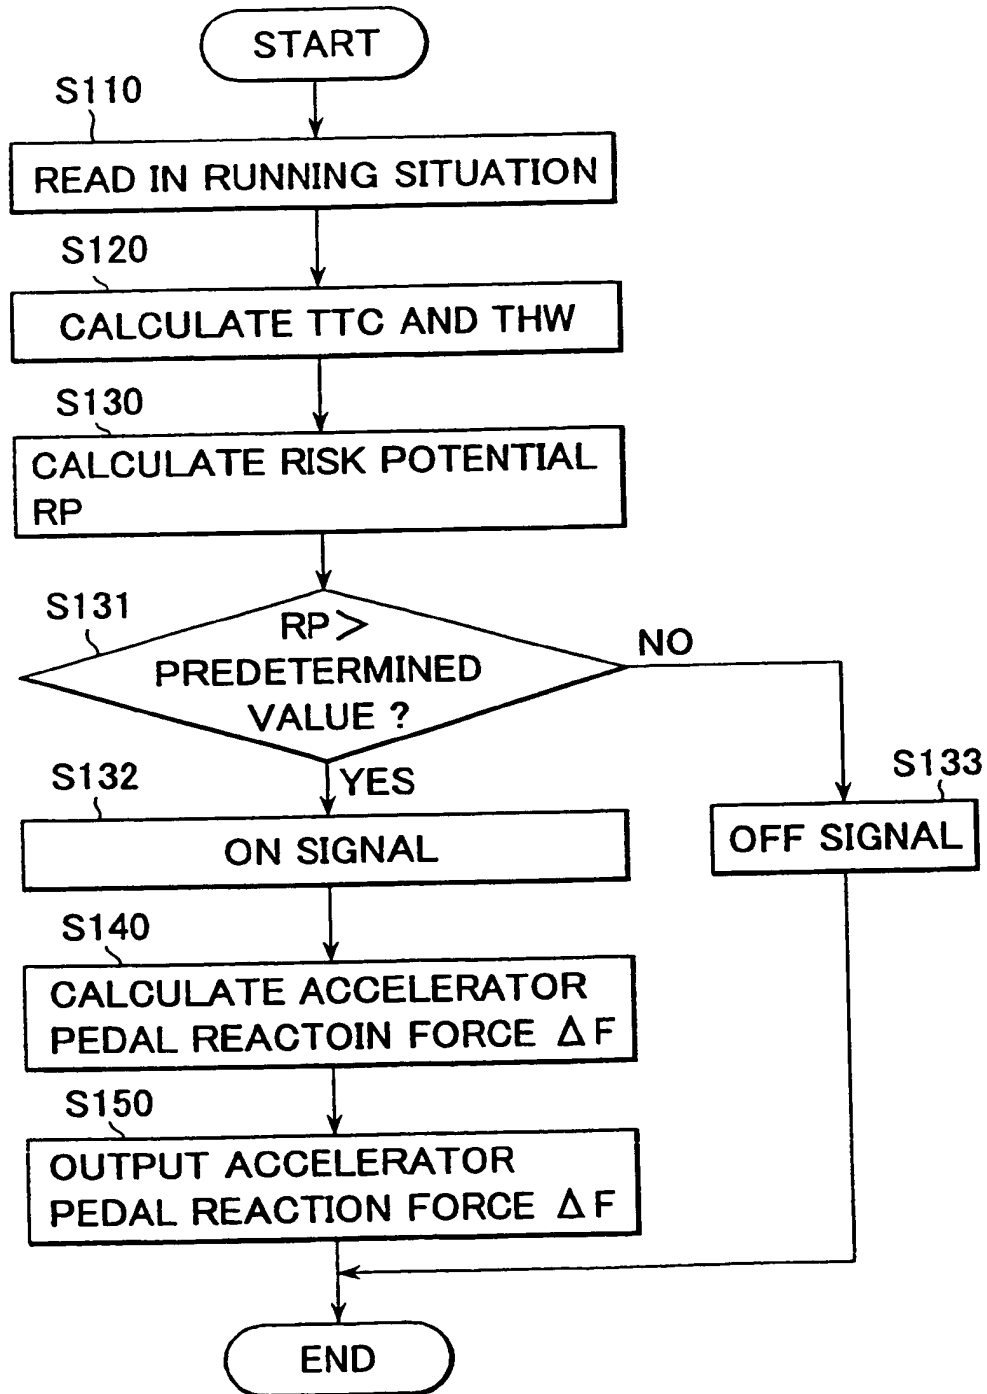 START
S110
READ IN RUNNING SITUATION
S120
CALCULATE TTC AND THW
S130
CALCULATE RISK POTENTIAL
RP
S131
RP >
PREDETERMINED
VALUE ?
NO
YES
S132
ON SIGNAL
S133
OFF SIGNAL
S140
CALCULATE ACCELERATOR
PEDAL REACTOIN FORCE Δ F
S150
OUTPUT ACCELERATOR
PEDAL REACTION FORCE Δ F
END